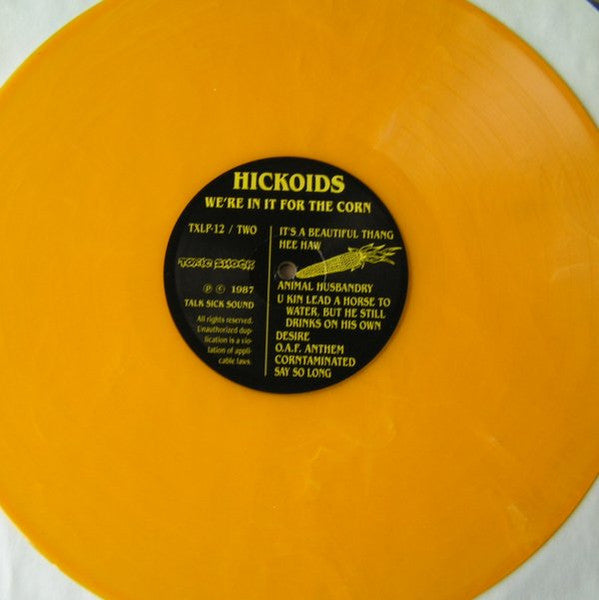 HICKOIDS
WE'RE IN IT FOR THE CORN
TXLP-12 / TWO
TOXIC SHOCK
℗ © 1987
TALK SICK SOUND
All rights reserved.
Unauthorized dup-
lication is a vio-
lation of appli-
cable laws.
IT'S A BEAUTIFUL THANG
HEE HAW
ANIMAL HUSBANDRY
U KIN LEAD A HORSE TO
WATER, BUT HE STILL
DRINKS ON HIS OWN
DESIRE
O.A.F. ANTHEM
CORNTAMINATED
SAY SO LONG